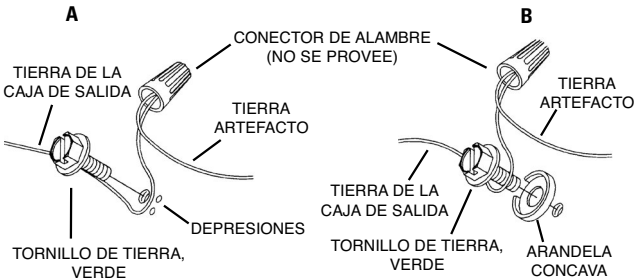 A
B
CONECTOR DE ALAMBRE
(NO SE PROVEE)
TIERRA DE LA
CAJA DE SALIDA
TIERRA
ARTEFACTO
DEPRESIONES
TORNILLO DE TIERRA,
VERDE
TIERRA
ARTEFACTO
TIERRA DE LA
CAJA DE SALIDA
TORNILLO DE TIERRA,
VERDE
ARANDELA
CONCAVA